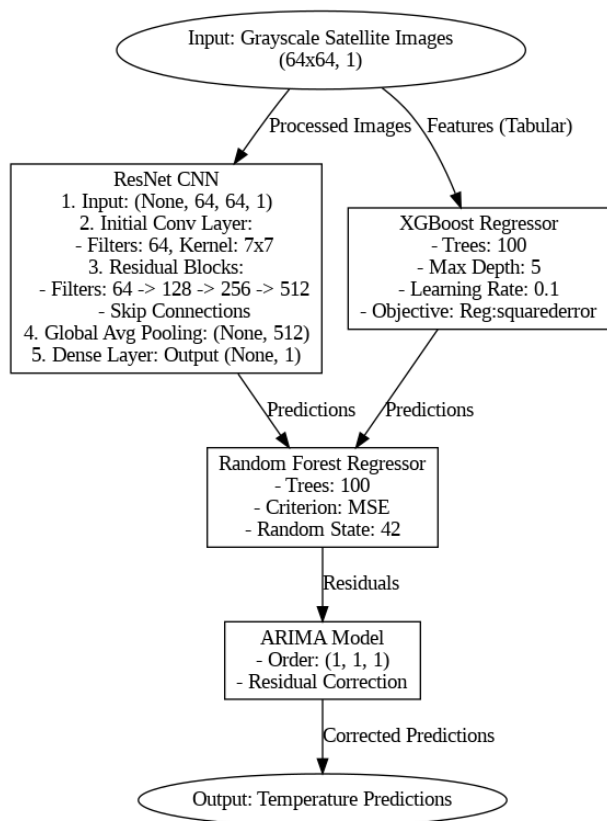 Input: Grayscale Satellite Images
(64x64, 1)
Processed Images
Features (Tabular)
ResNet CNN
1. Input: (None, 64, 64, 1)
2. Initial Conv Layer:
- Filters: 64, Kernel: 7x7
3. Residual Blocks:
- Filters: 64 -> 128 -> 256 -> 512
- Skip Connections
4. Global Avg Pooling: (None, 512)
5. Dense Layer: Output (None, 1)
XGBoost Regressor
- Trees: 100
- Max Depth: 5
- Learning Rate: 0.1
- Objective: Reg:squarederror
Predictions
Predictions
Random Forest Regressor
- Trees: 100
- Criterion: MSE
- Random State: 42
Residuals
ARIMA Model
- Order: (1, 1, 1)
- Residual Correction
Corrected Predictions
Output: Temperature Predictions